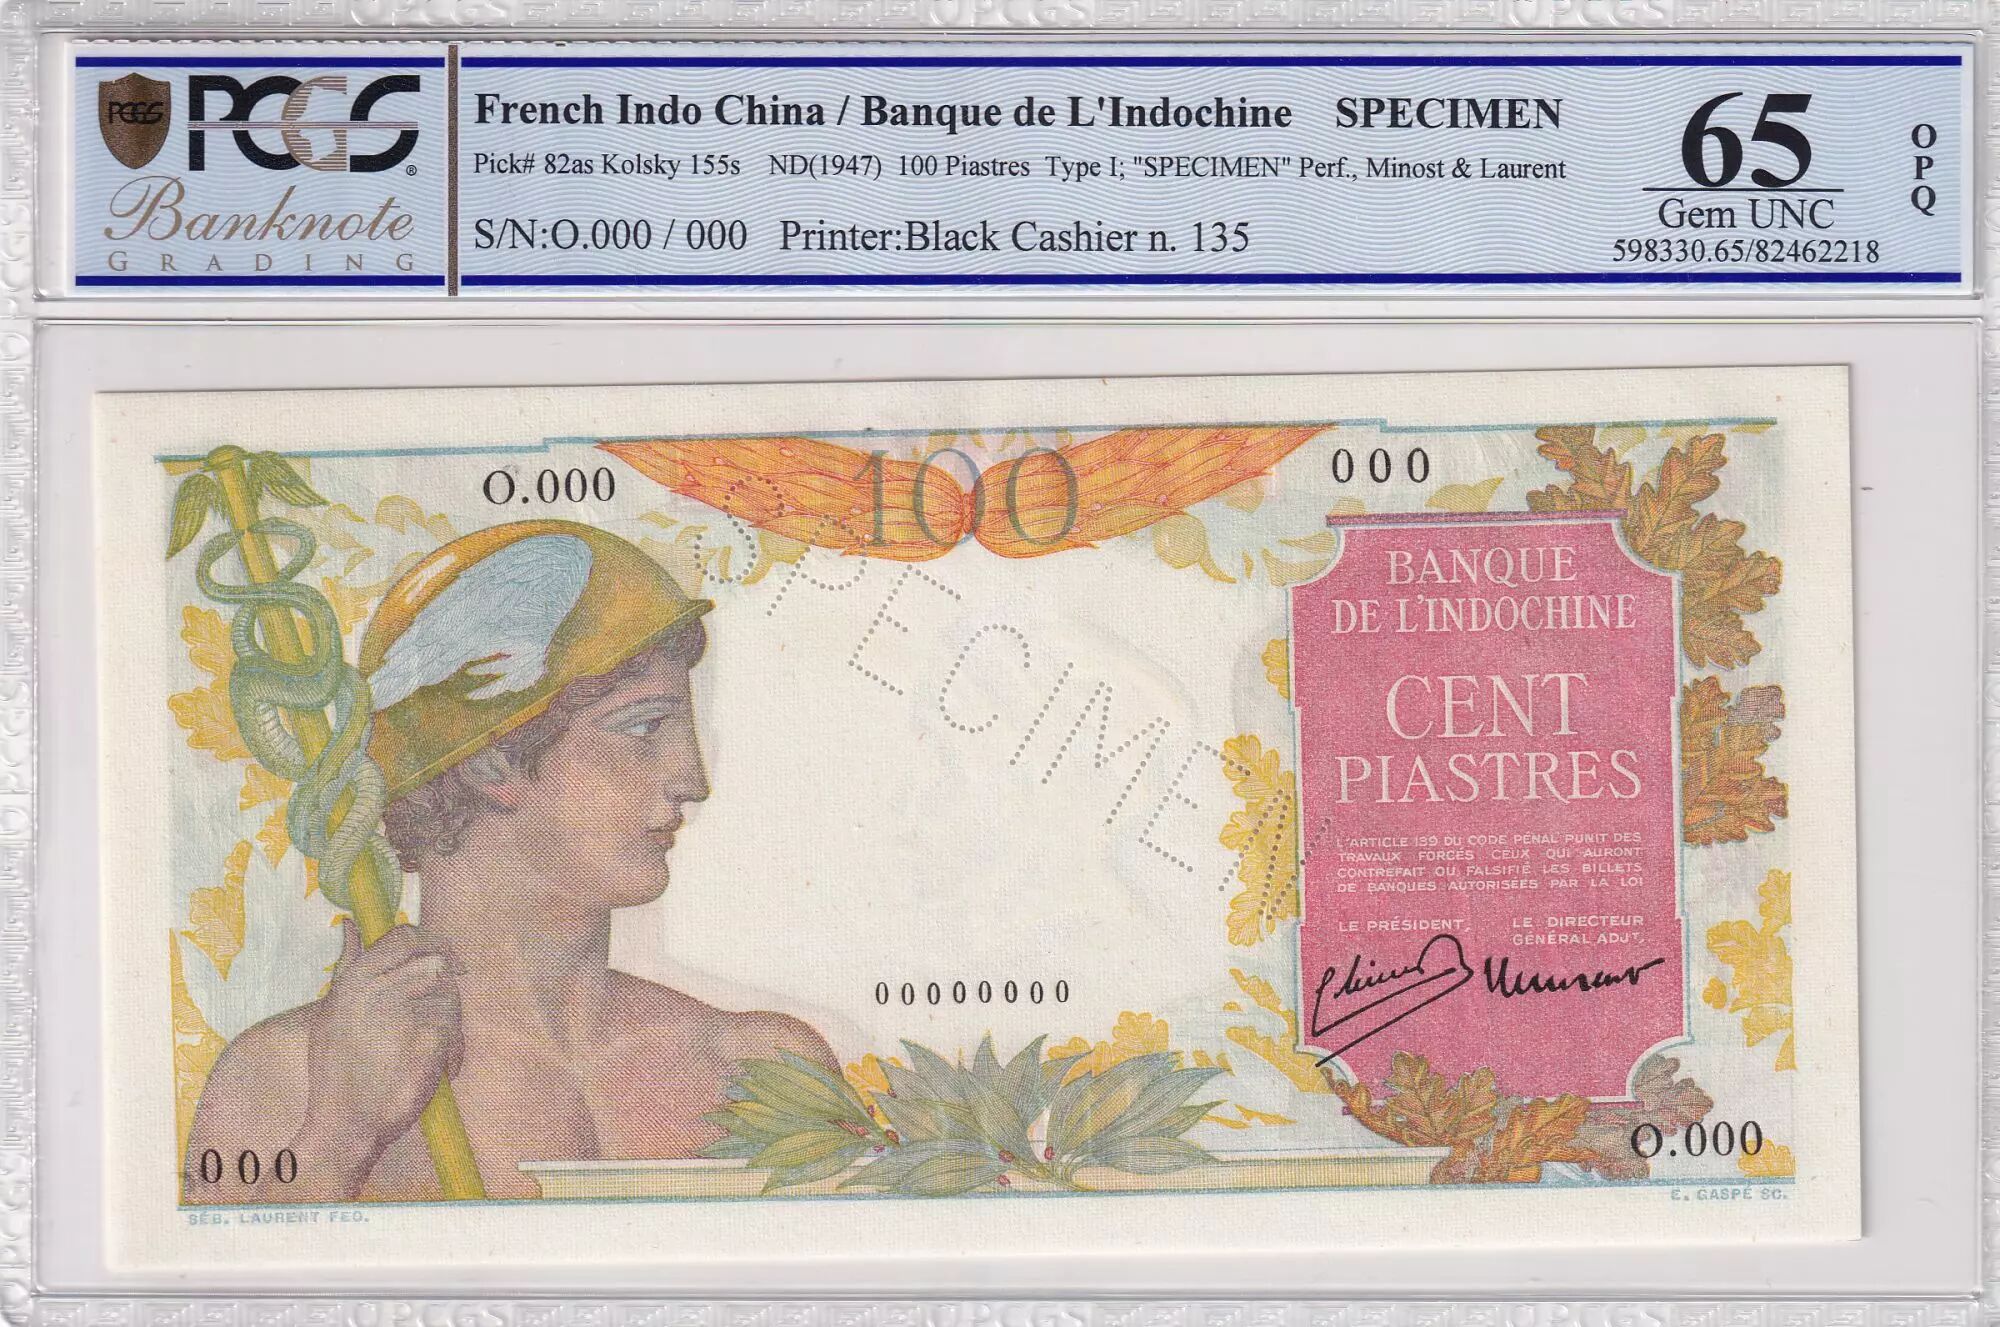 PCGS
PCGS®
Banknote
GRADING
French Indo China / Banque de L'Indochine SPECIMEN
Pick# 82as Kolsky 155s ND(1947) 100 Piastres Type I; "SPECIMEN" Perf., Minost & Laurent
S/N:O.000 / 000 Printer:Black Cashier n. 135
65
OPQ
Gem UNC
598330.65/82462218
O.000
100
000
SPECIMEN
BANQUE
DE L'INDOCHINE
CENT
PIASTRES
L'ARTICLE 139 DU CODE PÉNAL PUNIT DES
TRAVAUX FORCÉS CEUX QUI AURONT
CONTREFAIT OU FALSIFIÉ LES BILLETS
DE BANQUES AUTORISÉES PAR LA LOI
LE PRÉSIDENT,
LE DIRECTEUR
GÉNÉRAL ADJT,
00000000
000
O.000
SÉB. LAURENT FEC.
E. GASPÉ SC.